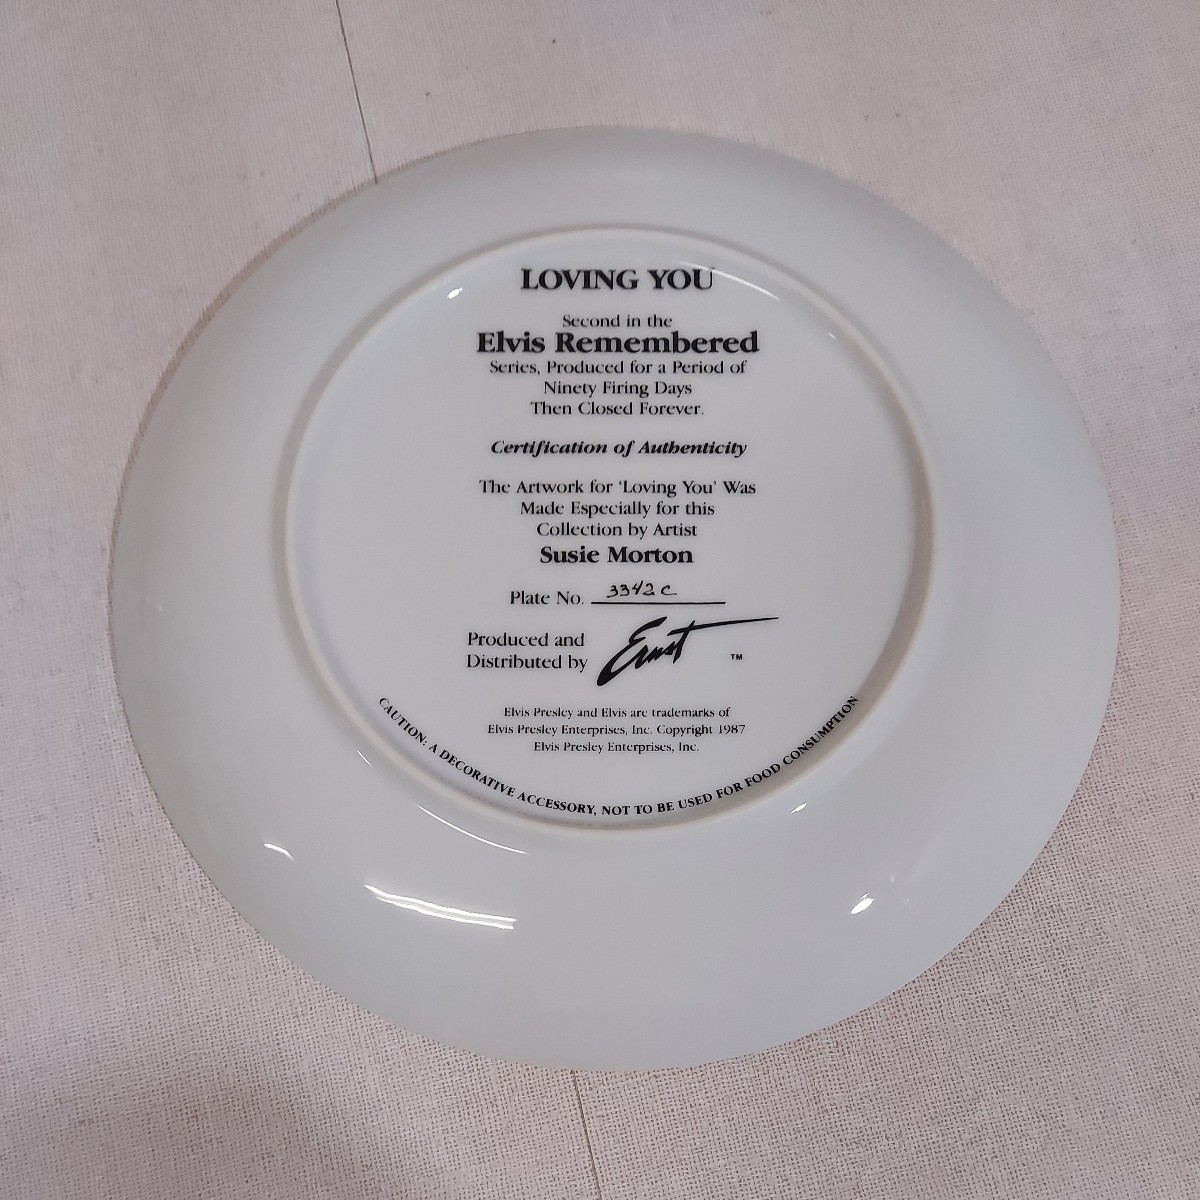 LOVING YOU
Second in the
Elvis Remembered
Series, Produced for a Period of
Ninety Firing Days
Then Closed Forever.
Certification of Authenticity
The Artwork for 'Loving You' Was
Made Especially for this
Collection by Artist
Susie Morton
Plate No. 3342 C
Produced and
Distributed by Ernst ™
Elvis Presley and Elvis are trademarks of
Elvis Presley Enterprises, Inc. Copyright 1987
Elvis Presley Enterprises, Inc.
CAUTION: A DECORATIVE ACCESSORY, NOT TO BE USED FOR FOOD CONSUMPTION